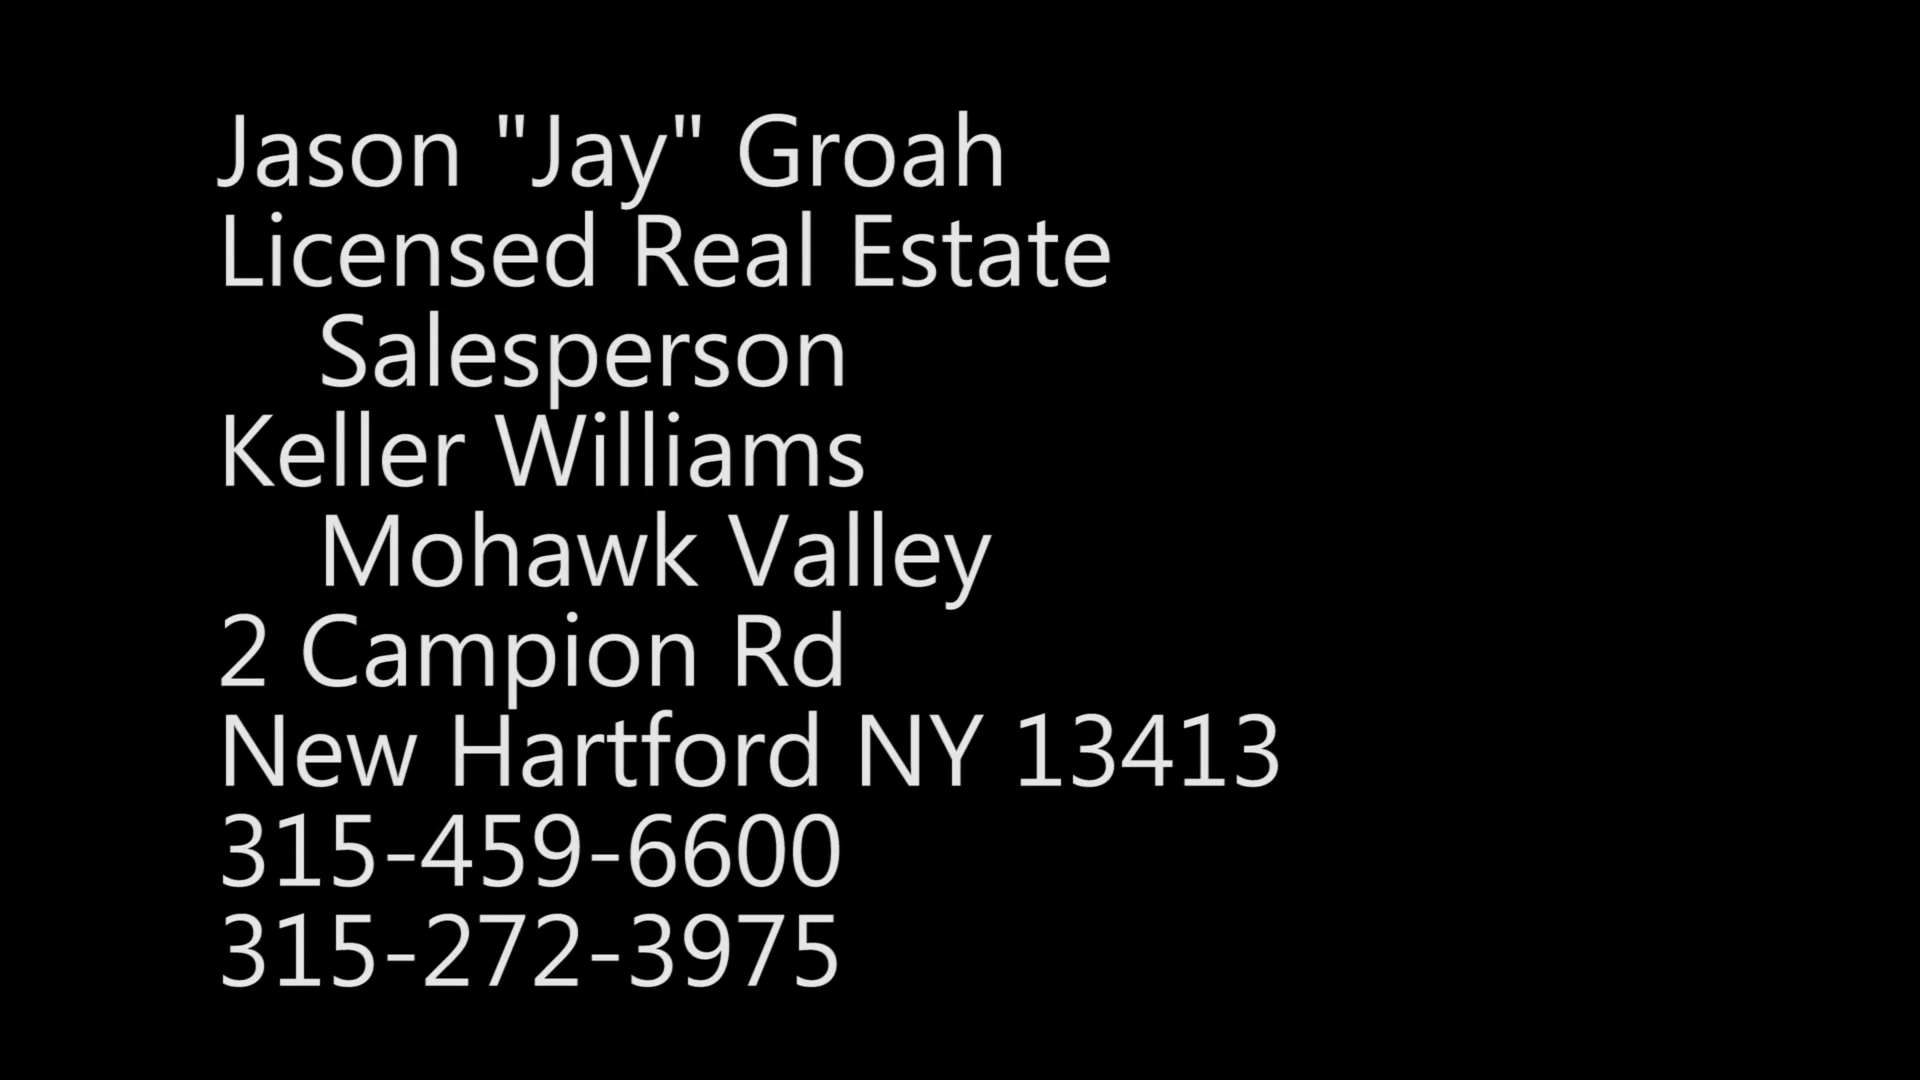 Jason "Jay" Groah
Licensed Real Estate
Salesperson
Keller Williams
Mohawk Valley
2 Campion Rd
New Hartford NY 13413
315-459-6600
315-272-3975